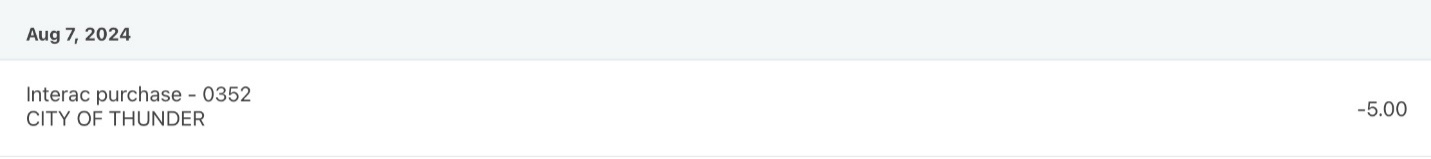 Aug 7, 2024
Interac purchase - 0352
CITY OF THUNDER
-5.00